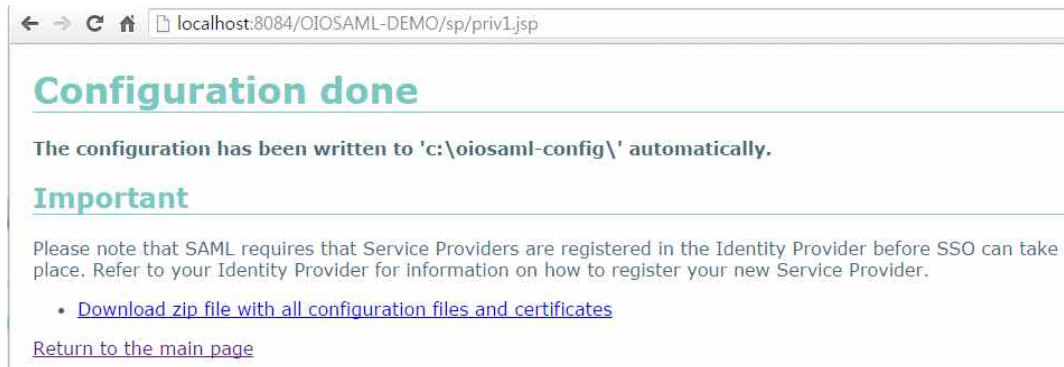 localhost:8084/OIOSAML-DEMO/sp/priv1.jsp
Configuration done
The configuration has been written to 'c:\oiosaml-config\' automatically.
Important
Please note that SAML requires that Service Providers are registered in the Identity Provider before SSO can take
place. Refer to your Identity Provider for information on how to register your new Service Provider.
• Download zip file with all configuration files and certificates
Return to the main page